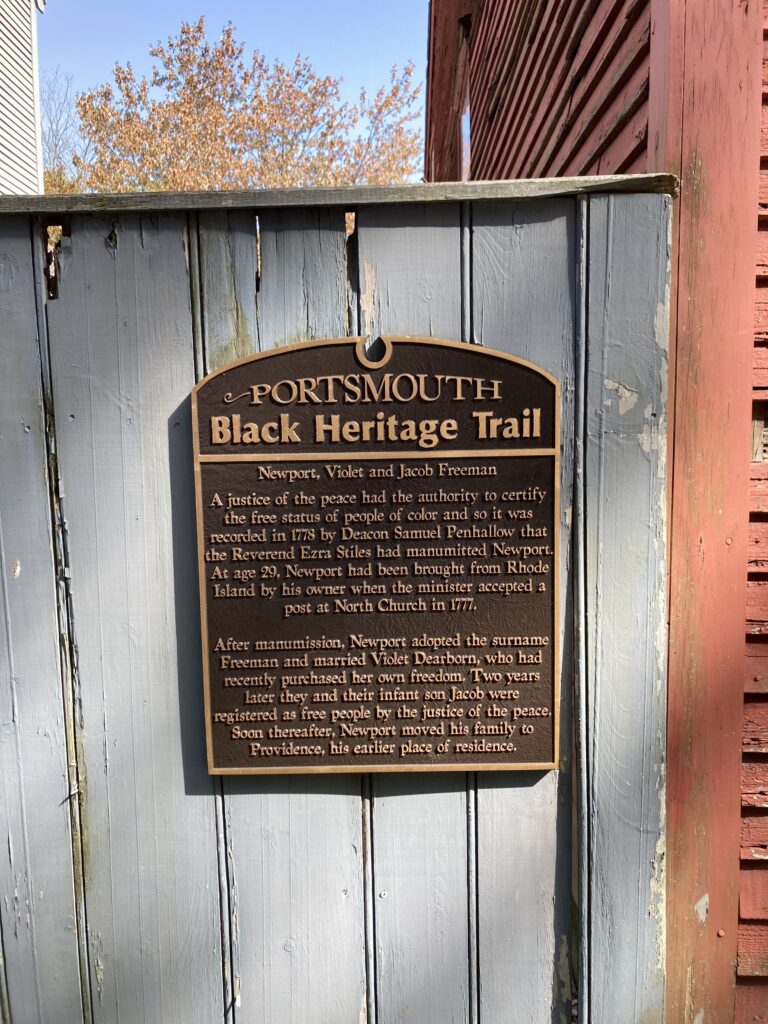 PORTSMOUTH
Black Heritage Trail
Newport, Violet and Jacob Freeman
A justice of the peace had the authority to certify
the free status of people of color and so it was
recorded in 1778 by Deacon Samuel Penhallow that
the Reverend Ezra Stiles had manumitted Newport.
At age 29, Newport had been brought from Rhode
Island by his owner when the minister accepted a
post at North Church in 1777.
After manumission, Newport adopted the surname
Freeman and married Violet Dearborn, who had
recently purchased her own freedom. Two years
later they and their infant son Jacob were
registered as free people by the justice of the peace.
Soon thereafter, Newport moved his family to
Providence, his earlier place of residence.